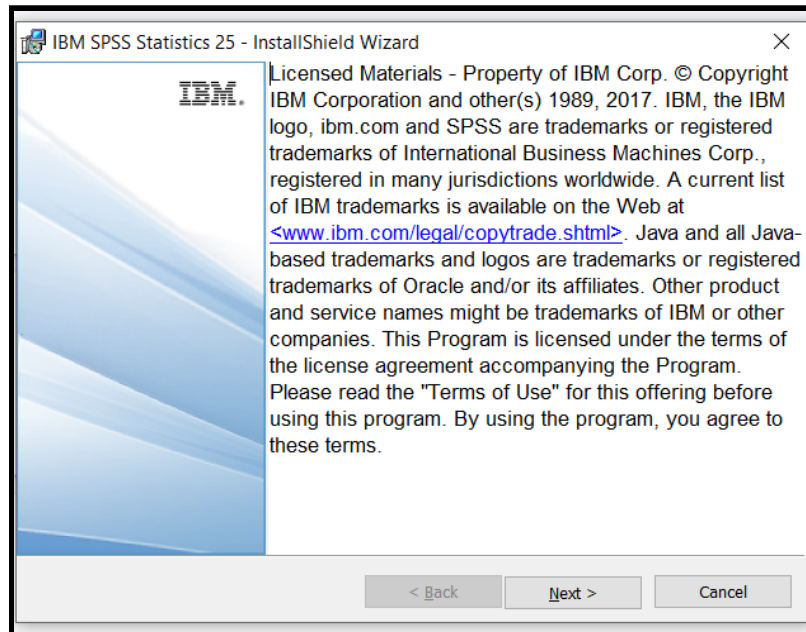 IBM SPSS Statistics 25 - InstallShield Wizard
IBM.
Licensed Materials - Property of IBM Corp. © Copyright
IBM Corporation and other(s) 1989, 2017. IBM, the IBM
logo, ibm.com and SPSS are trademarks or registered
trademarks of International Business Machines Corp.,
registered in many jurisdictions worldwide. A current list
of IBM trademarks is available on the Web at
<www.ibm.com/legal/copytrade.shtml>. Java and all Java-
based trademarks and logos are trademarks or registered
trademarks of Oracle and/or its affiliates. Other product
and service names might be trademarks of IBM or other
companies. This Program is licensed under the terms of
the license agreement accompanying the Program.
Please read the "Terms of Use" for this offering before
using this program. By using the program, you agree to
these terms.
< Back
Next >
Cancel